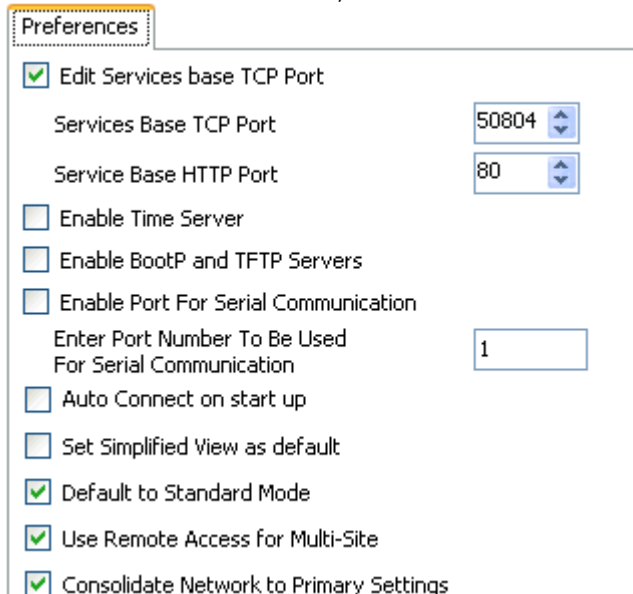 Preferences
Edit Services base TCP Port
Services Base TCP Port 50804
Service Base HTTP Port 80
Enable Time Server
Enable BootP and TFTP Servers
Enable Port For Serial Communication
Enter Port Number To Be Used
For Serial Communication 1
Auto Connect on start up
Set Simplified View as default
Default to Standard Mode
Use Remote Access for Multi-Site
Consolidate Network to Primary Settings